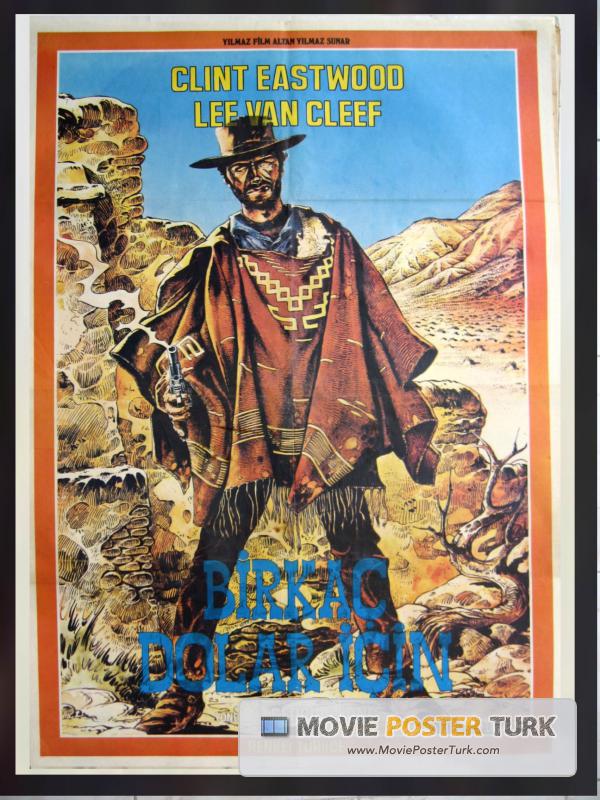 YILMAZ FİLM ALTAN YILMAZ SUNAR
CLINT EASTWOOD
LEE VAN CLEEF
BİRKAÇ
DOLAR İÇİN
MOVIE POSTER TURK
www.MoviePosterTurk.com